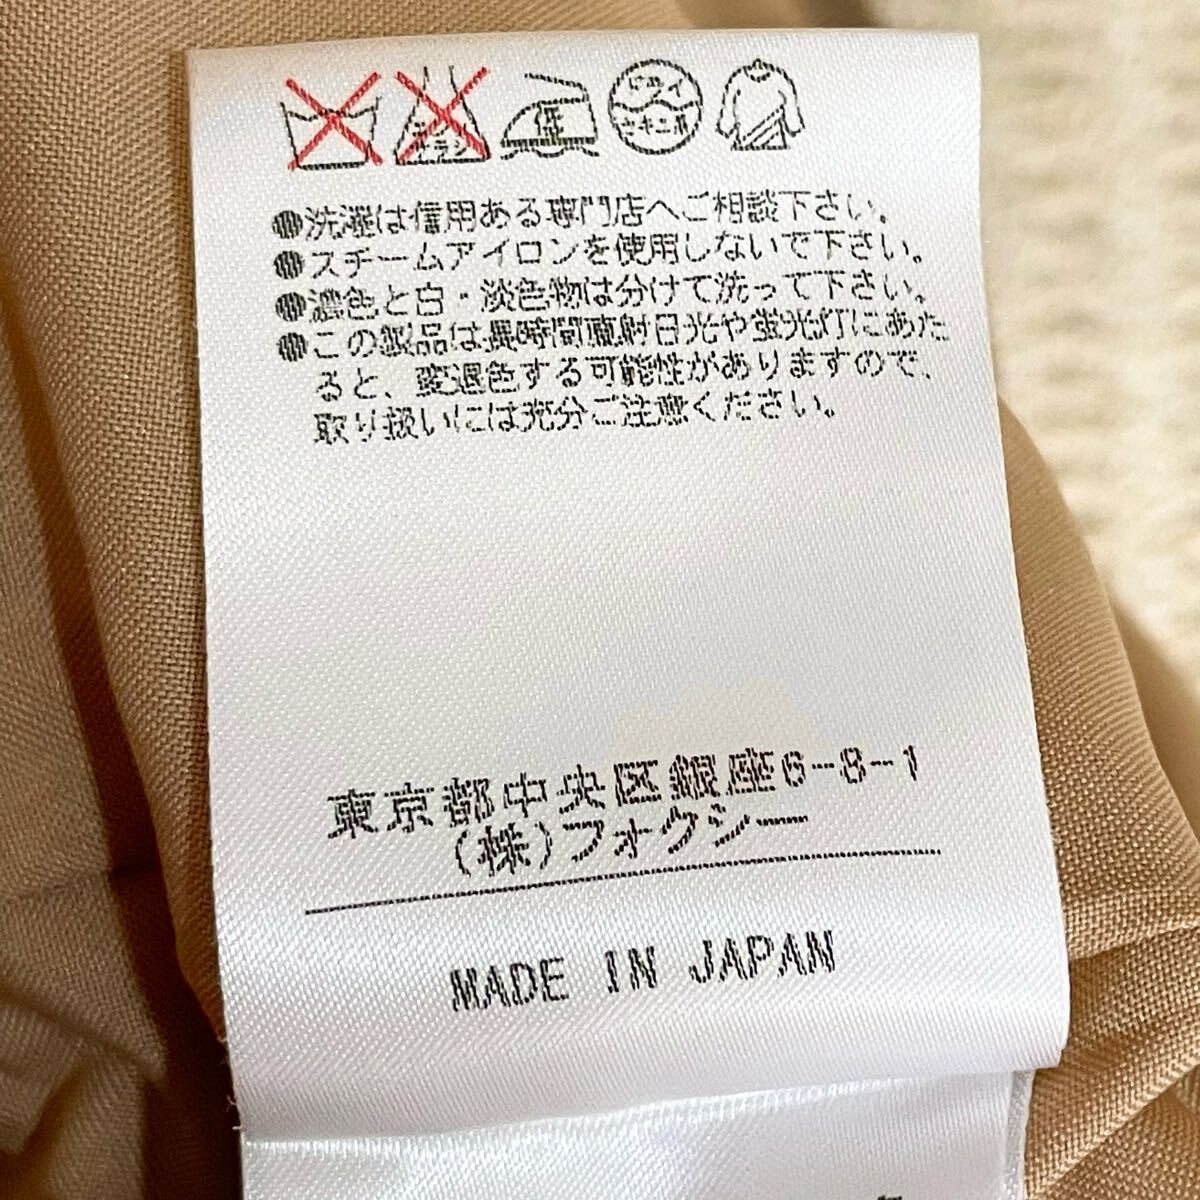 エンソ
サラシ
低
ドライ
セキユ系
●洗濯は信用ある専門店へご相談下さい。
●スチームアイロンを使用しないで下さい。
●濃色と白・淡色物は分けて洗って下さい。
●この製品は長時間直射日光や蛍光灯にあた
ると、変退色する可能性がありますので、
取り扱いには充分ご注意ください。
東京都中央区銀座6-8-1
(株)フォクシー
MADE IN JAPAN